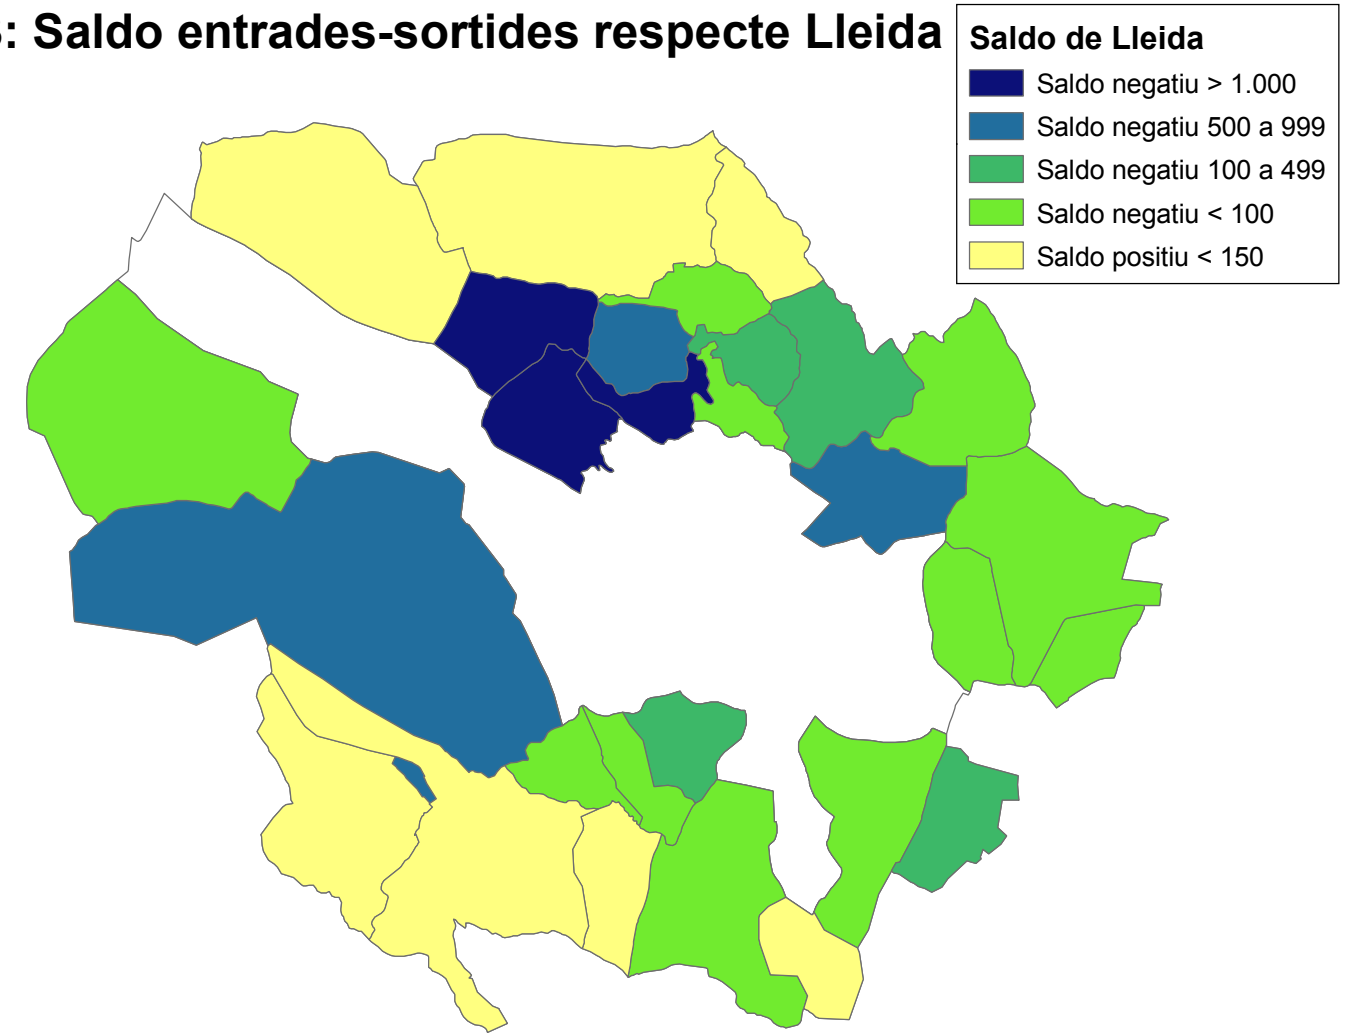 : Saldo entrades-sortides respecte Lleida
Saldo de Lleida
Saldo negatiu > 1.000
Saldo negatiu 500 a 999
Saldo negatiu 100 a 499
Saldo negatiu < 100
Saldo positiu < 150